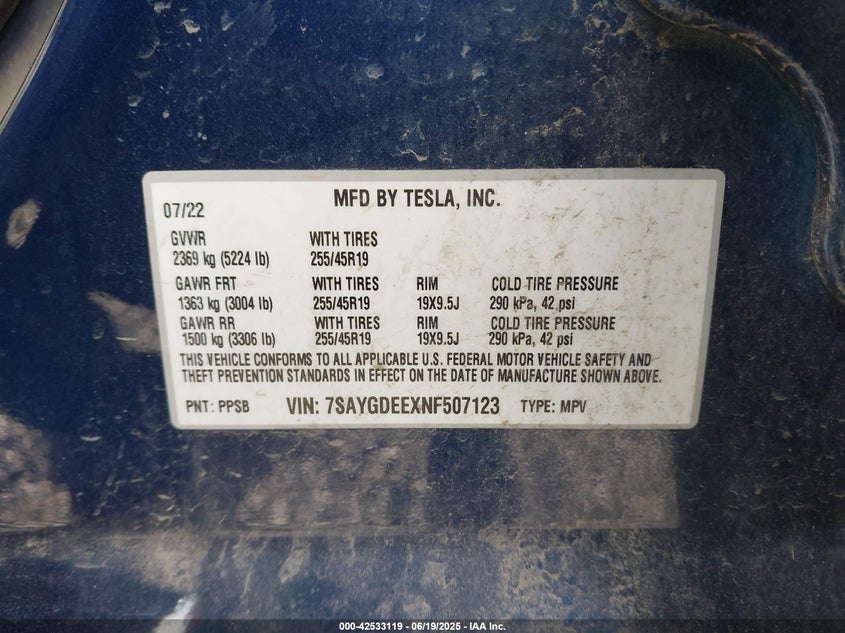 MFD BY TESLA, INC.
07/22
GVWR WITH TIRES
2369 kg (5224 lb) 255/45R19
GAWR FRT WITH TIRES RIM COLD TIRE PRESSURE
1363 kg (3004 lb) 255/45R19 19X9.5J 290 kPa, 42 psi
GAWR RR WITH TIRES RIM COLD TIRE PRESSURE
1500 kg (3306 lb) 255/45R19 19X9.5J 290 kPa, 42 psi
THIS VEHICLE CONFORMS TO ALL APPLICABLE U.S. FEDERAL MOTOR VEHICLE SAFETY AND
THEFT PREVENTION STANDARDS IN EFFECT ON THE DATE OF MANUFACTURE SHOWN ABOVE.
PNT: PPSB VIN: 7SAYGDEEXNF507123 TYPE: MPV
000-42533119 - 06/19/2025 - IAA Inc.